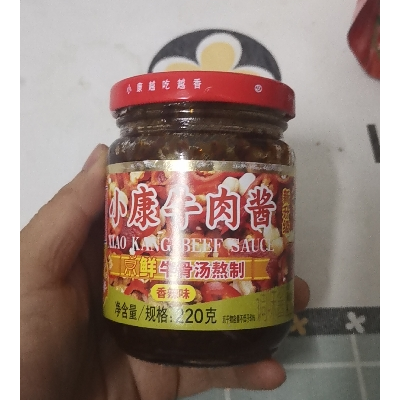 小康越吃越香
小康牛肉酱
XIAO KANG BEEF SAUCE
原鲜牛骨汤熬制
香辣味
净含量/规格:220克